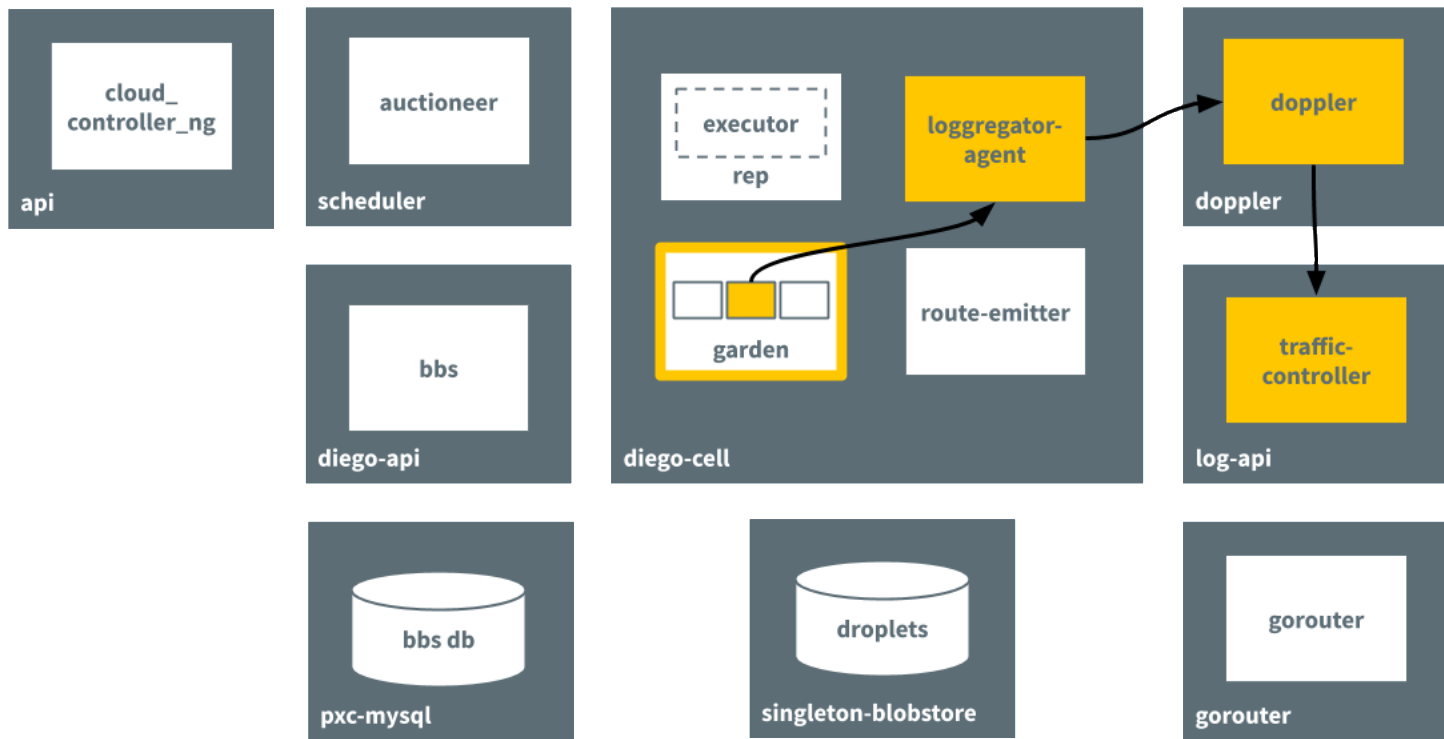 cloud_
controller_ng
api
auctioneer
scheduler
executor
rep
loggregator-
agent
garden
route-emitter
diego-cell
doppler
doppler
bbs
diego-api
traffic-
controller
log-api
bbs db
pxc-mysql
droplets
singleton-blobstore
gorouter
gorouter